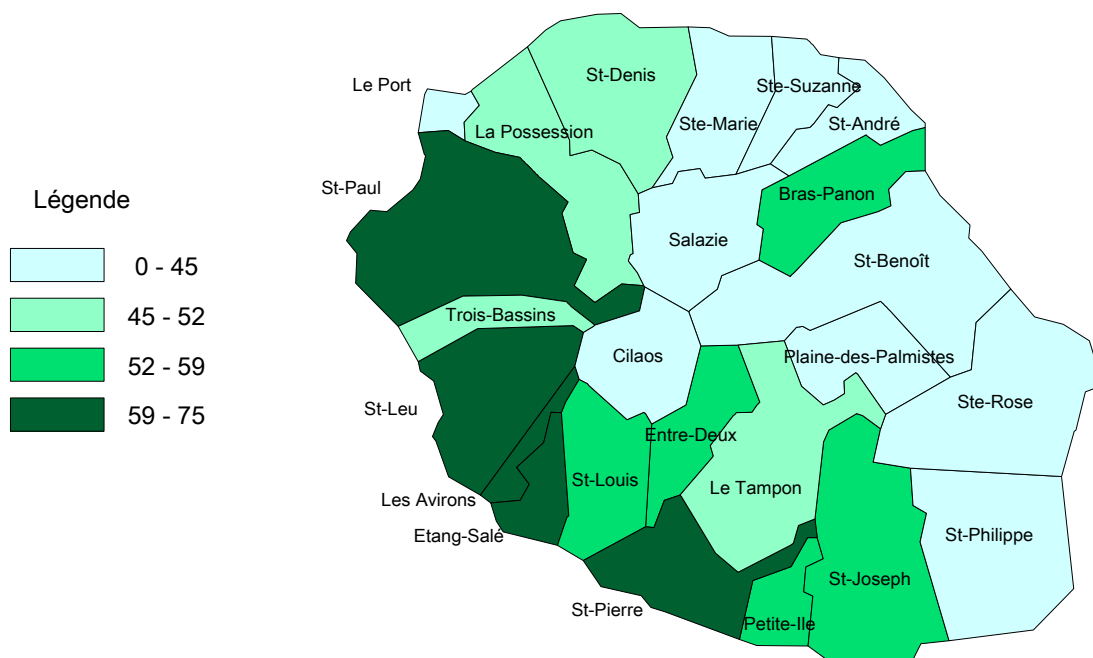 St-Denis
Le Port
Ste-Suzanne
La Possession
Ste-Marie
St-André
St-Paul
Bras-Panon
Légende
Salazie
St-Benoît
0 - 45
45 - 52
Trois-Bassins
52 - 59
Cilaos
Plaine-des-Palmistes
59 - 75
St-Leu
Ste-Rose
Entre-Deux
St-Louis
Le Tampon
Les Avirons
Etang-Salé
St-Philippe
St-Joseph
St-Pierre
Petite-Ile